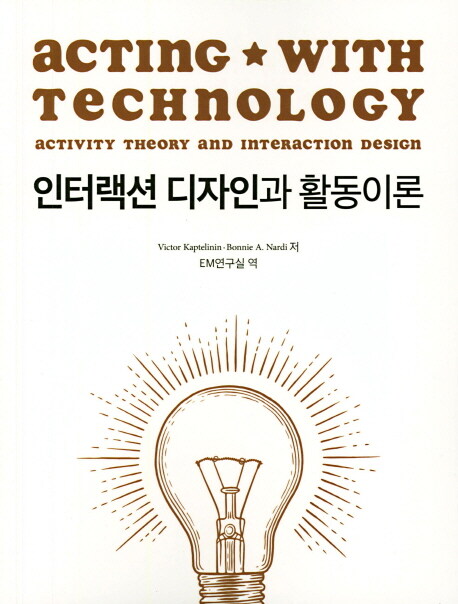 ACTING ★ WITH
TECHNOLOGY
ACTIVITY THEORY AND INTERACTION DESIGN
인터랙션 디자인과 활동이론
Victor Kaptelinin · Bonnie A. Nardi 저
EM연구실 역